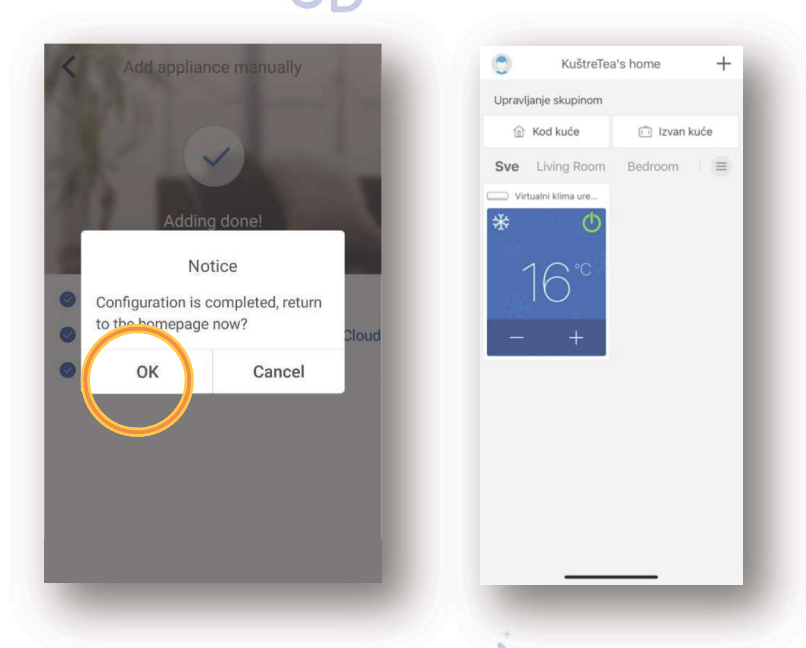 Add appliance manually
Adding done!
Notice
Configuration is completed, return
to the homepage now?
Cloud
OK
Cancel
KuštreTea's home
Upravljanje skupinom
Kod kuće
Izvan kuće
Sve
Living Room
Bedroom
Virtualni klima ure...
16 °C